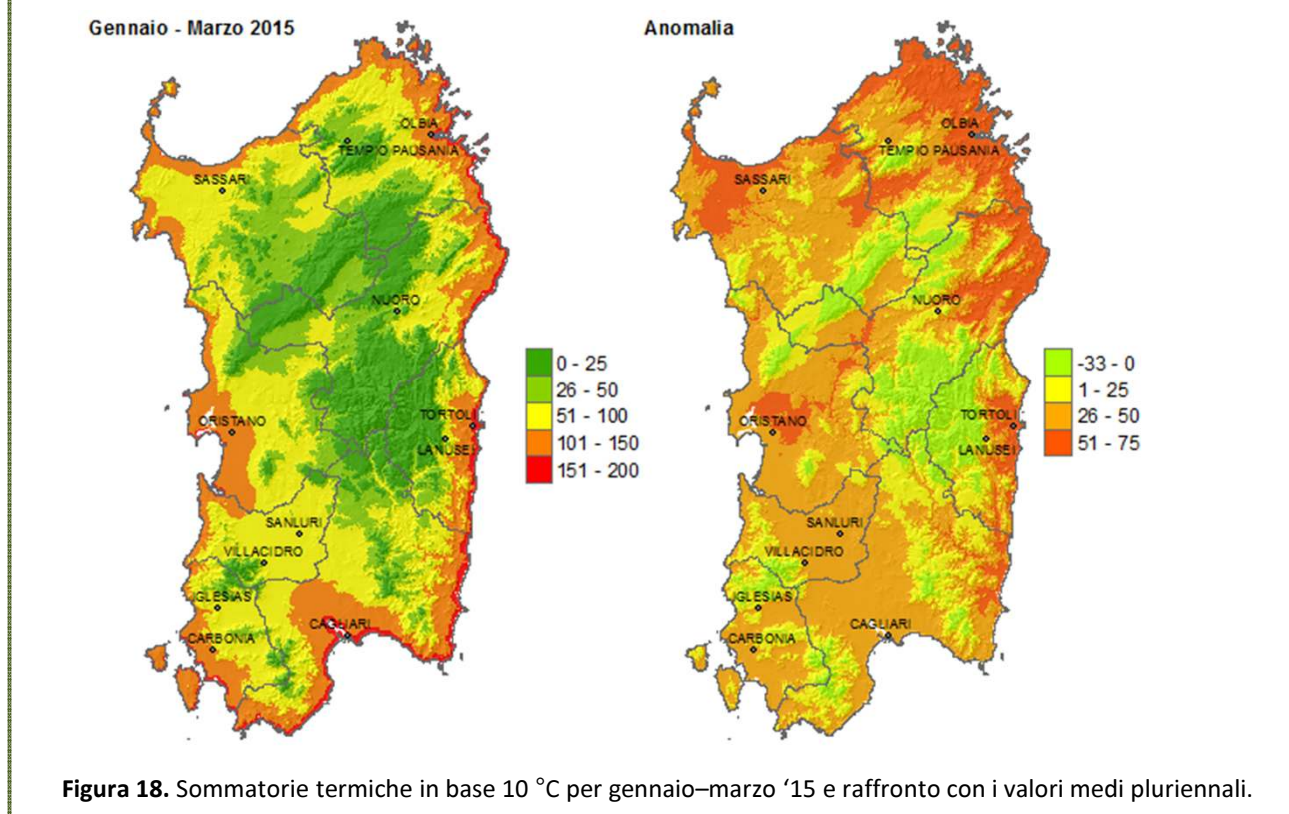 Gennaio - Marzo 2015
OLBIA
TEMPIO PAUSANIA
SASSARI
NUORO
ORISTANO
TORTOLI
LANUSEI
SANLURI
VILLACIDRO
IGLESIAS
CAGLIARI
CARBONIA
0 - 25
26 - 50
51 - 100
101 - 150
151 - 200
Anomalia
OLBIA
TEMPIO PAUSANIA
SASSARI
NUORO
ORISTANO
TORTOLI
LANUSEI
SANLURI
VILLACIDRO
IGLESIAS
CAGLIARI
CARBONIA
-33 - 0
1 - 25
26 - 50
51 - 75
Figura 18. Sommatorie termiche in base 10 °C per gennaio–marzo ‘15 e raffronto con i valori medi pluriennali.